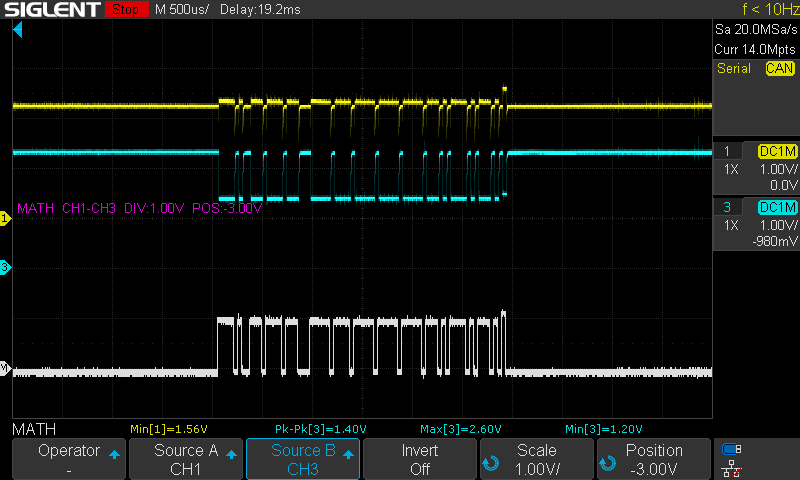 SIGLENT Stop M 500us/ Delay:19.2ms f < 10Hz
Sa 20.0MSa/s
Curr 14.0Mpts
Serial CAN
1 DC1M
1X 1.00V/
0.0V
3 DC1M
1X 1.00V/
-980mV
MATH CH1-CH3 DIV:1.00V POS:-3.00V
1
3
M
MATH Min[1]=1.56V Pk-Pk[3]=1.40V Max[3]=2.60V Min[3]=1.20V
Operator Source A Source B Invert Scale Position
- CH1 CH3 Off 1.00V/ -3.00V